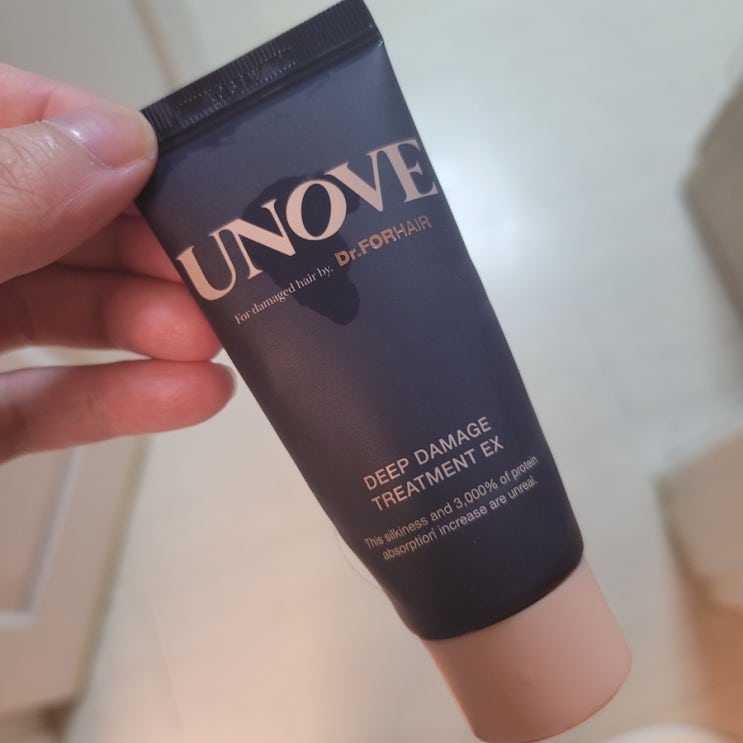 UNOVE
For damaged hair by. Dr.FORHAIR
DEEP DAMAGE
TREATMENT EX
This silkiness and 3,000% of protein
absorption increase are unreal.